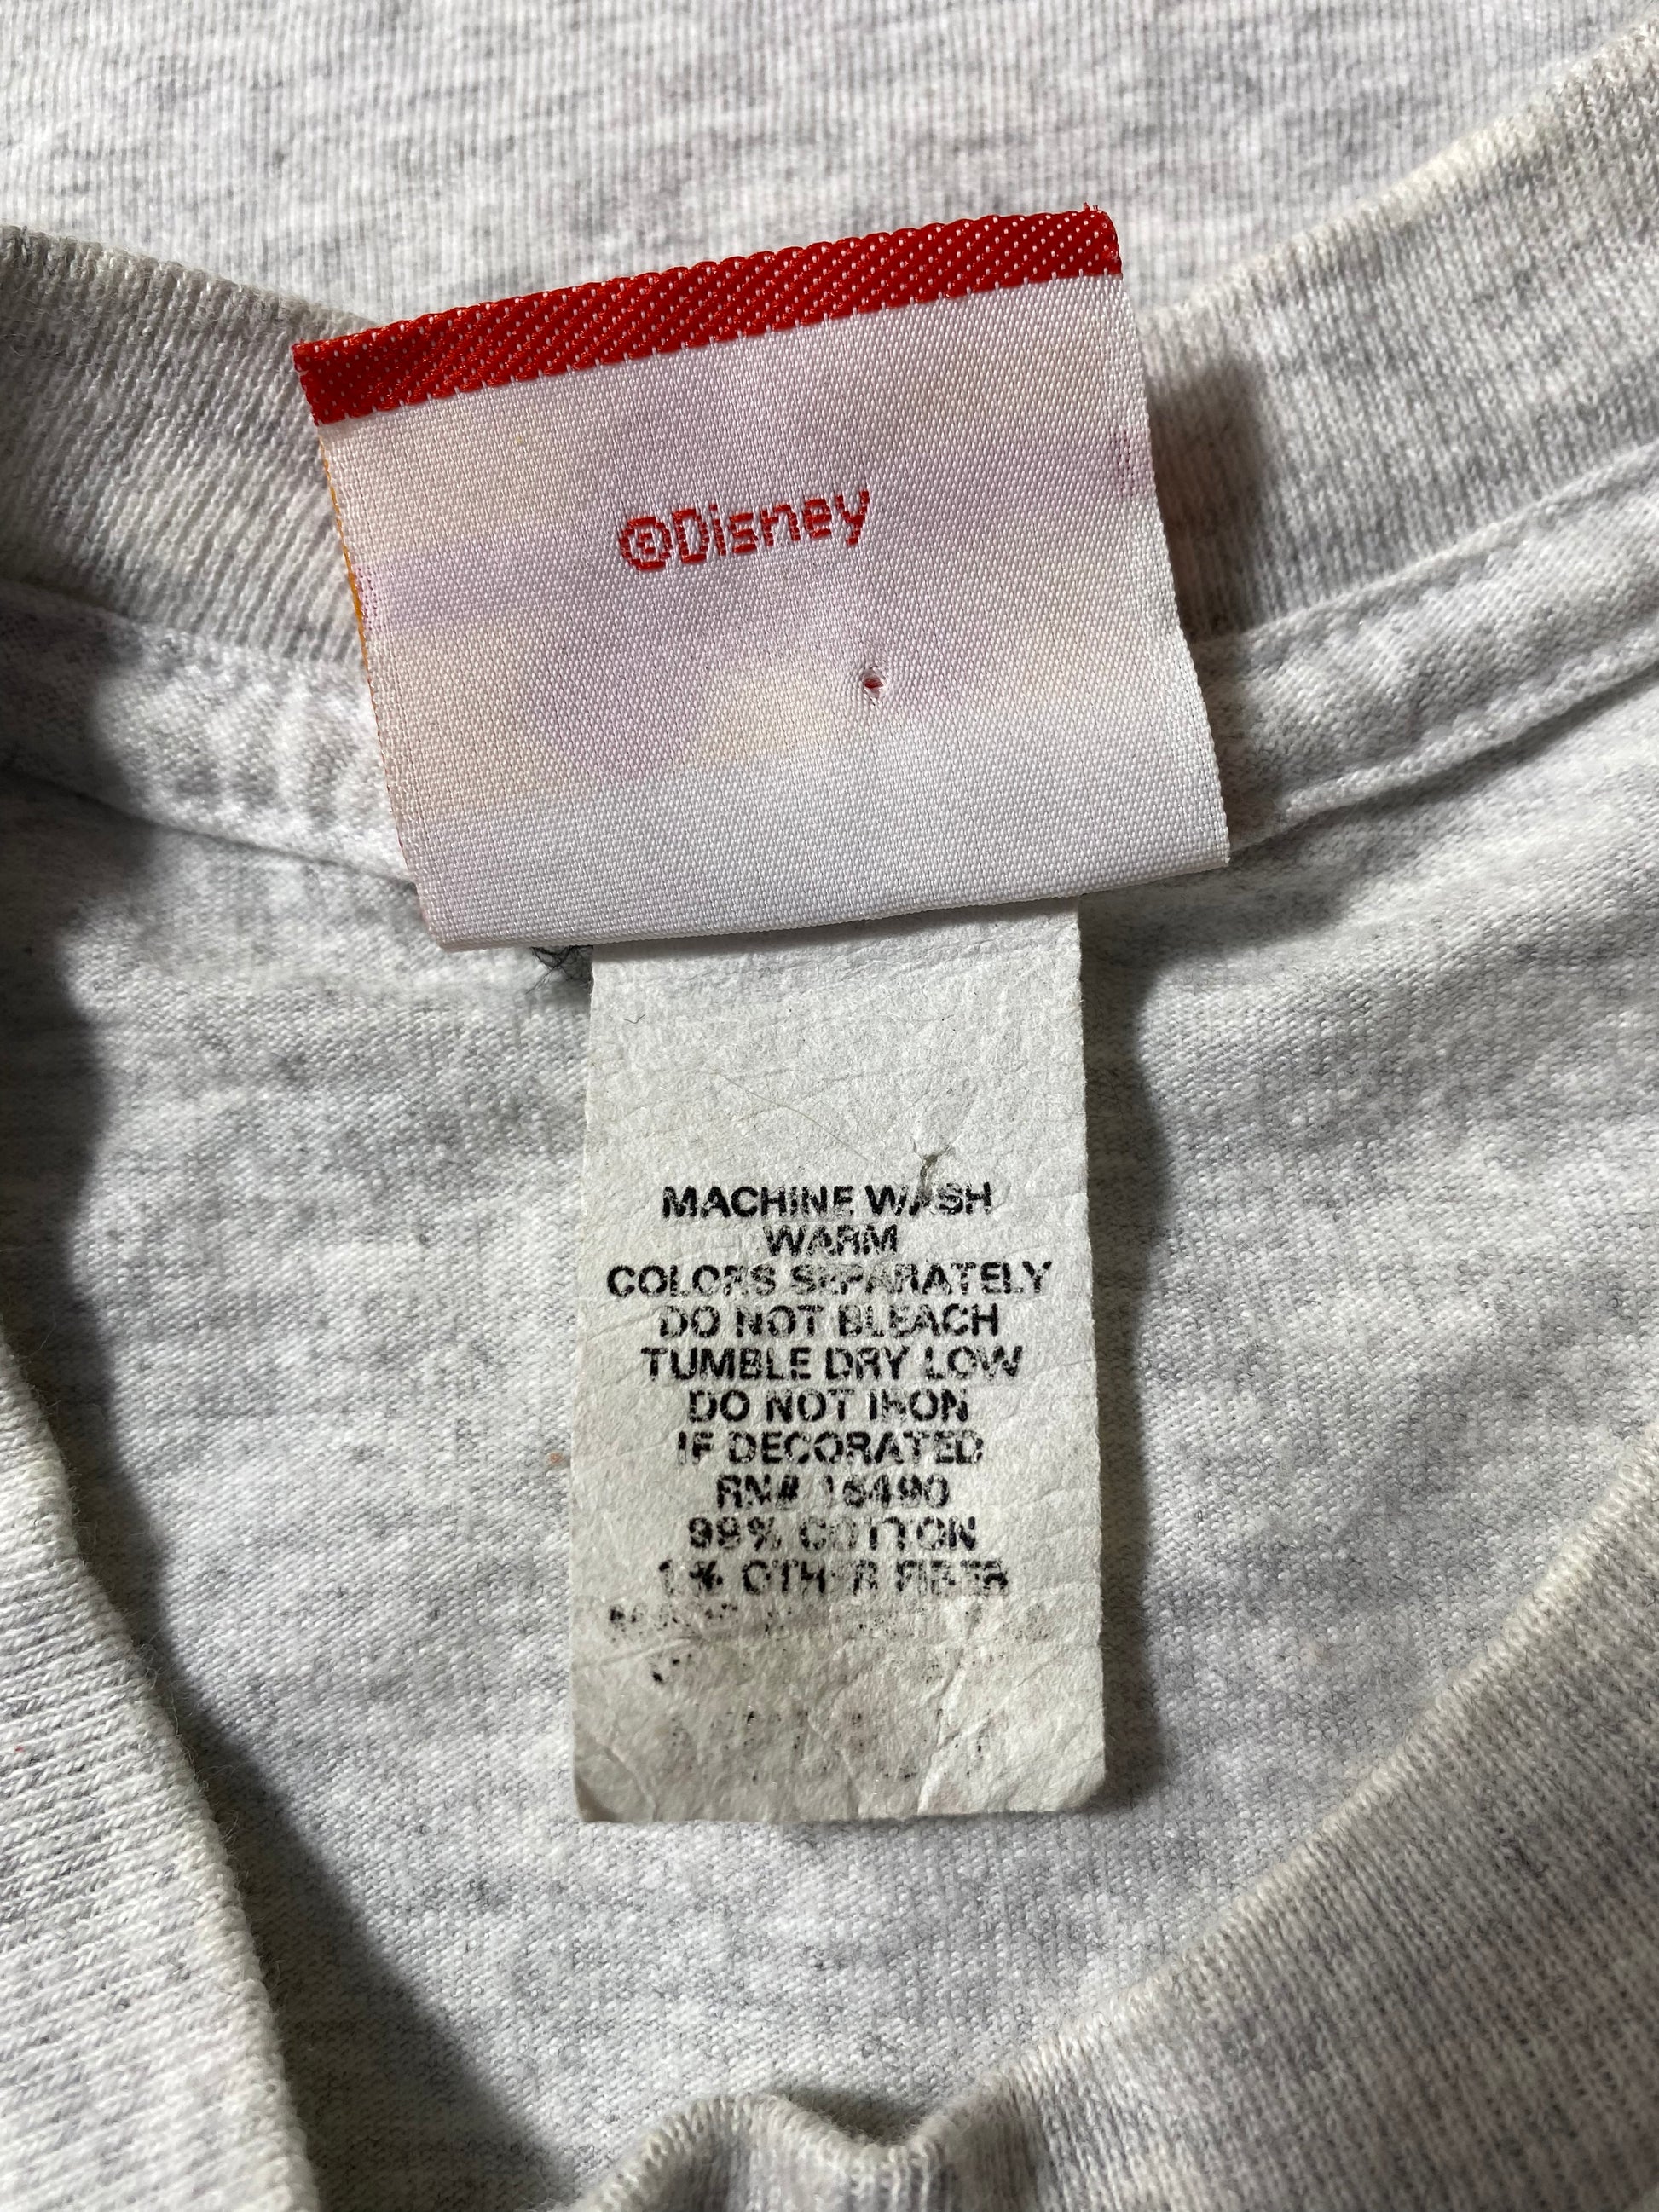 ©Disney
MACHINE WASH
WARM
COLORS SEPARATELY
DO NOT BLEACH
TUMBLE DRY LOW
DO NOT IRON
IF DECORATED
RN# 15490
99% COTTON
1% OTHER FIBER